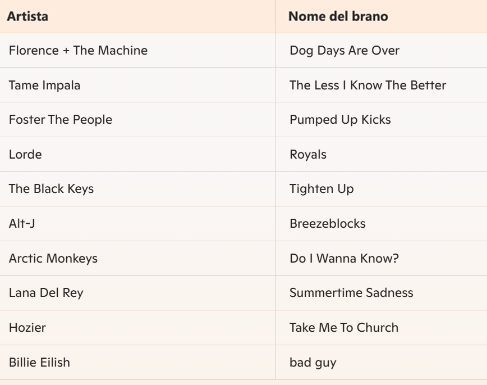 Artista Nome del brano
Florence + The Machine Dog Days Are Over
Tame Impala The Less I Know The Better
Foster The People Pumped Up Kicks
Lorde Royals
The Black Keys Tighten Up
Alt-J Breezeblocks
Arctic Monkeys Do I Wanna Know?
Lana Del Rey Summertime Sadness
Hozier Take Me To Church
Billie Eilish bad guy